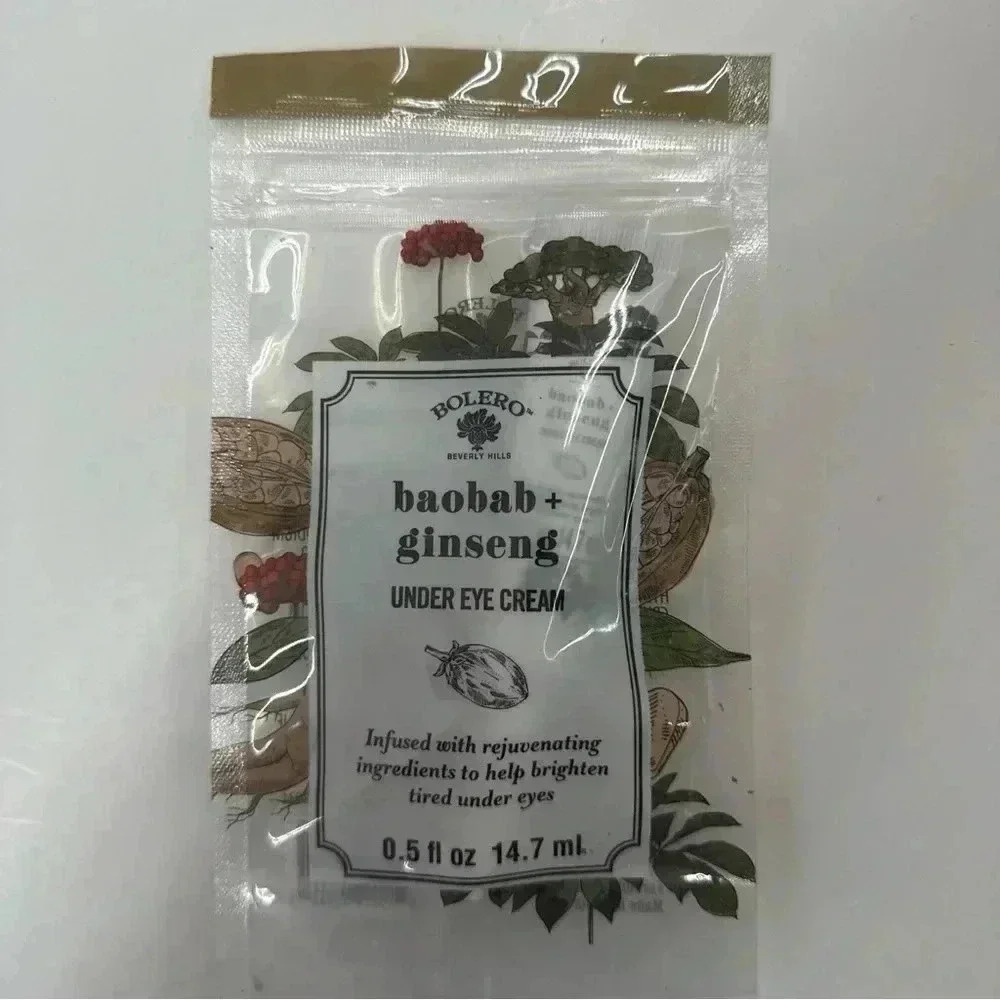 BOLERO™
BEVERLY HILLS
baobab +
ginseng
UNDER EYE CREAM
Infused with rejuvenating
ingredients to help brighten
tired under eyes
0.5 fl oz 14.7 ml